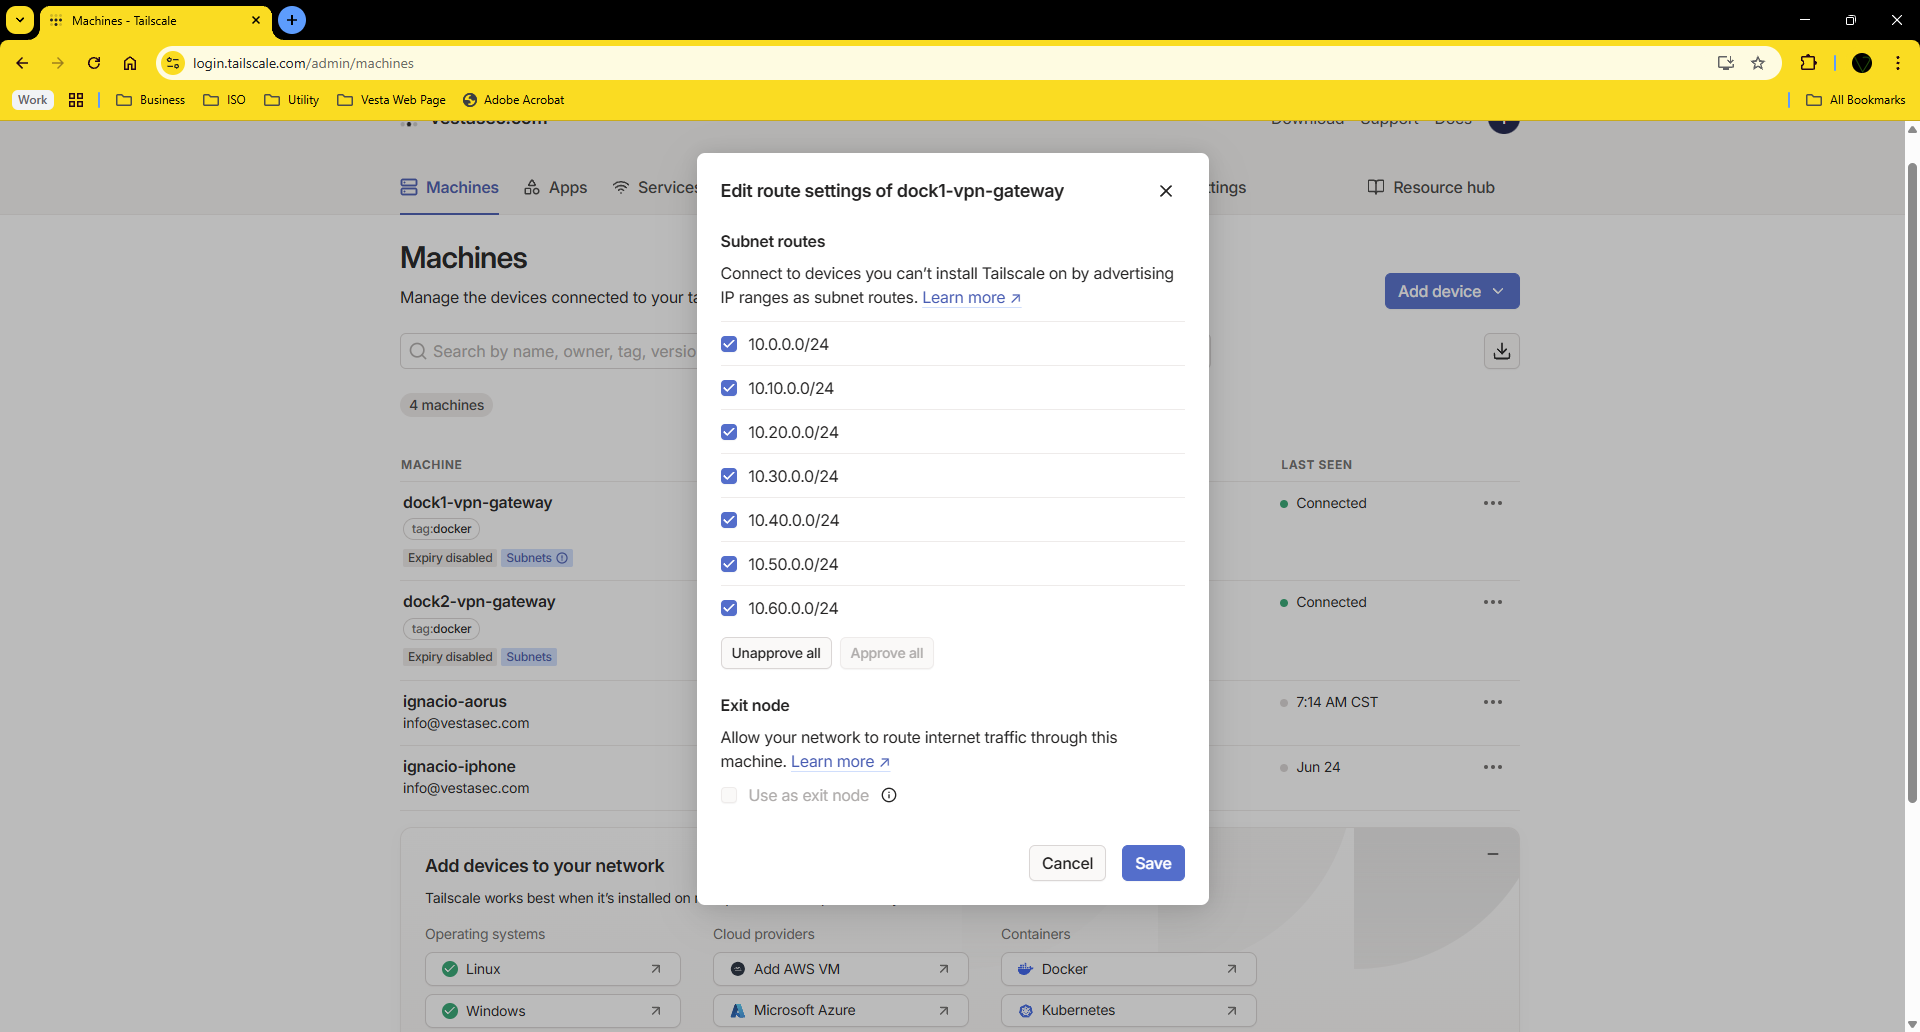 Machines - Tailscale
login.tailscale.com/admin/machines
Work
Business
ISO
Utility
Vesta Web Page
Adobe Acrobat
All Bookmarks
vestasec.com
Download Support Docs
Machines
Apps
Services
ttings
Resource hub
Machines
Manage the devices connected to your ta
Add device
Search by name, owner, tag, versio
4 machines
MACHINE
LAST SEEN
dock1-vpn-gateway
tag:docker
Expiry disabled
Subnets
Connected
dock2-vpn-gateway
tag:docker
Expiry disabled
Subnets
Connected
ignacio-aorus
info@vestasec.com
7:14 AM CST
ignacio-iphone
info@vestasec.com
Jun 24
Edit route settings of dock1-vpn-gateway
Subnet routes
Connect to devices you can’t install Tailscale on by advertising
IP ranges as subnet routes. Learn more ↗
10.0.0.0/24
10.10.0.0/24
10.20.0.0/24
10.30.0.0/24
10.40.0.0/24
10.50.0.0/24
10.60.0.0/24
Unapprove all
Approve all
Exit node
Allow your network to route internet traffic through this
machine. Learn more ↗
Use as exit node
Cancel
Save
Add devices to your network
Tailscale works best when it’s installed on
Operating systems
Cloud providers
Containers
Linux
Add AWS VM
Docker
Windows
Microsoft Azure
Kubernetes